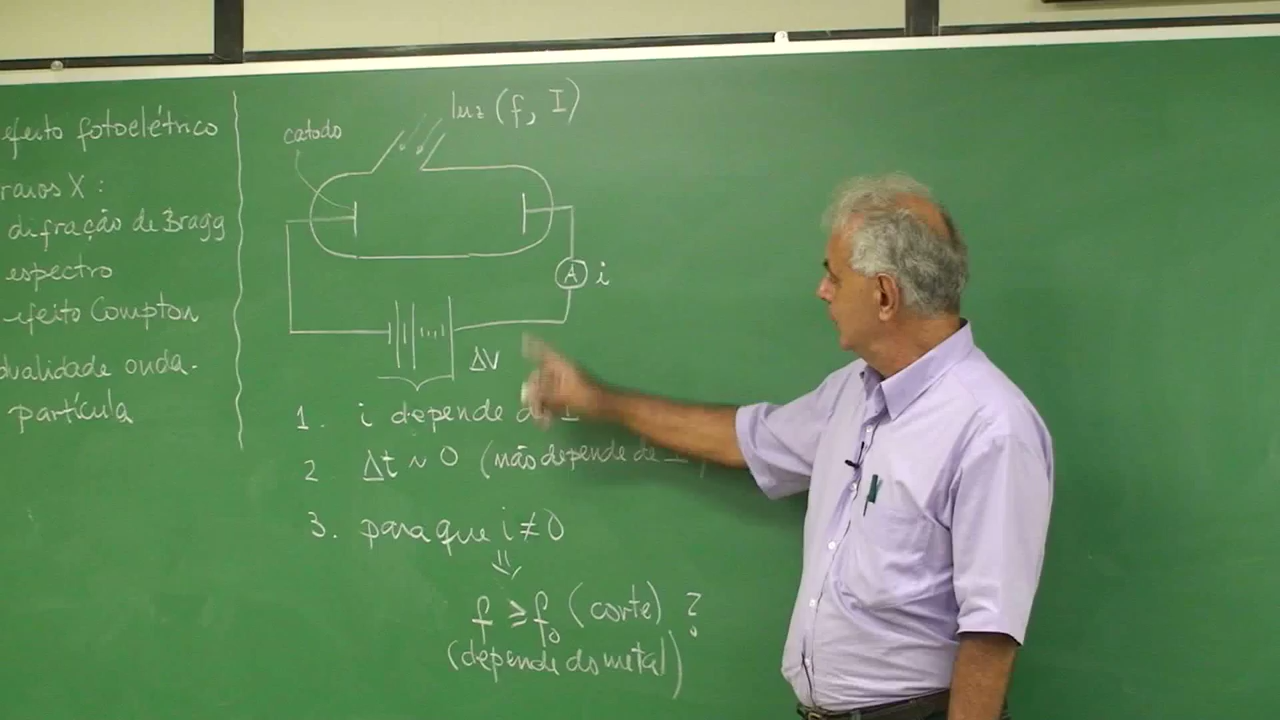 efeito fotoelétrico
raios X :
difração de Bragg
espectro
efeito Compton
dualidade onda-
partícula
luz (f, I)
catodo
A i
ΔV
1. i depende de I
2 Δt ~ 0 (não depende de I)
3. para que i ≠ 0
⇓
f ≥ f₀ (corte) ?
(depende do metal)